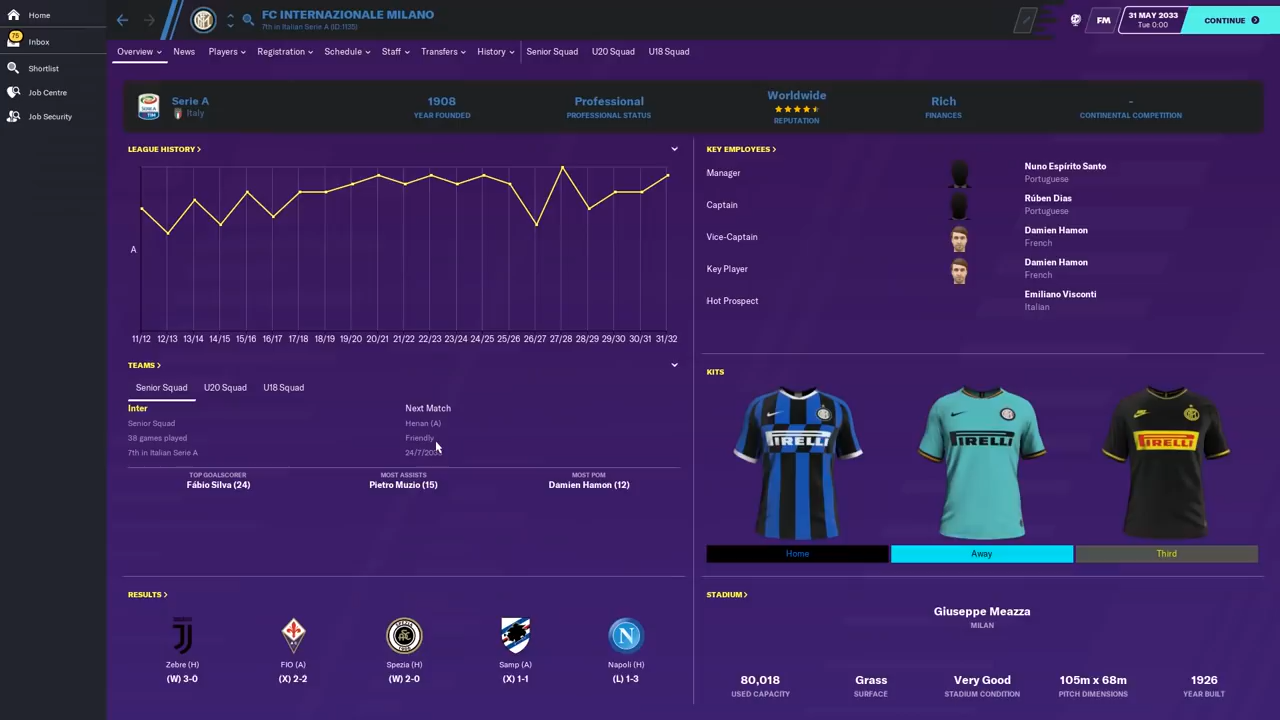 Home
75
Inbox
Shortlist
Job Centre
Job Security
FC INTERNAZIONALE MILANO
7th in Italian Serie A (ID:1135)
FM
31 MAY 2033
Tue 0:00
CONTINUE
Overview
News
Players
Registration
Schedule
Staff
Transfers
History
Senior Squad
U20 Squad
U18 Squad
SERIE A
TIM
Serie A
Italy
1908
YEAR FOUNDED
Professional
PROFESSIONAL STATUS
Worldwide
REPUTATION
Rich
FINANCES
-
CONTINENTAL COMPETITION
LEAGUE HISTORY >
A
11/12 12/13 13/14 14/15 15/16 16/17 17/18 18/19 19/20 20/21 21/22 22/23 23/24 24/25 25/26 26/27 27/28 28/29 29/30 30/31 31/32
TEAMS >
Senior Squad U20 Squad U18 Squad
Inter
Senior Squad
38 games played
7th in Italian Serie A
Next Match
Henan (A)
Friendly
TOP GOALSCORER
Fábio Silva (24)
MOST ASSISTS
Pietro Muzio (15)
MOST POM
Damien Hamon (12)
RESULTS >
Zebre (H)
(W) 3-0
FIO (A)
(X) 2-2
Spezia (H)
(W) 2-0
Samp (A)
(X) 1-1
Napoli (H)
(L) 1-3
KEY EMPLOYEES >
Manager
Nuno Espírito Santo
Portuguese
Captain
Rúben Dias
Portuguese
Vice-Captain
Damien Hamon
French
Key Player
Damien Hamon
French
Hot Prospect
Emiliano Visconti
Italian
KITS
PIRELLI
PIRELLI
PIRELLI
Home
Away
Third
STADIUM >
Giuseppe Meazza
MILAN
80,018
USED CAPACITY
Grass
SURFACE
Very Good
STADIUM CONDITION
105m x 68m
PITCH DIMENSIONS
1926
YEAR BUILT